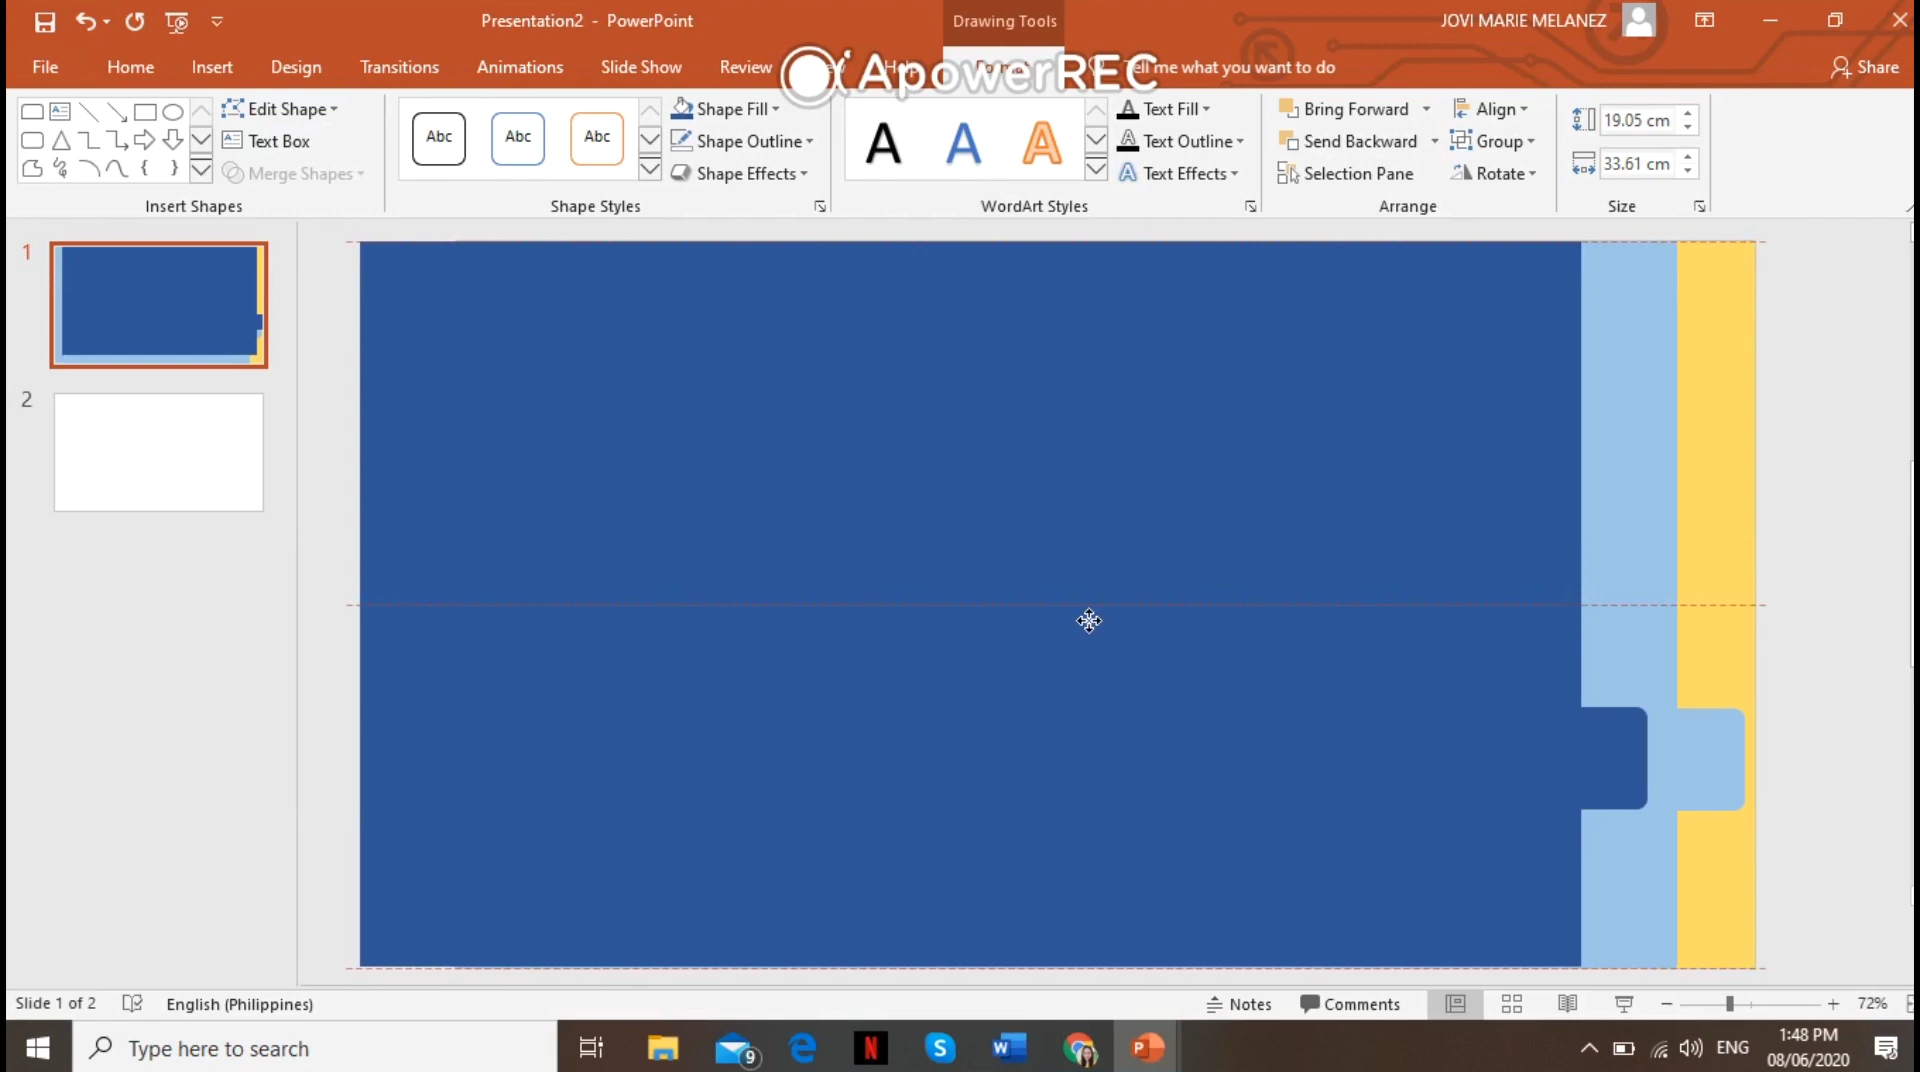 Presentation2 - PowerPoint
Drawing Tools
JOVI MARIE MELANEZ
File
Home
Insert
Design
Transitions
Animations
Slide Show
Review
Help
ApowerREC
Tell me what you want to do
Share
Edit Shape
Text Box
Merge Shapes
Insert Shapes
Abc
Abc
Abc
Shape Fill
Shape Outline
Shape Effects
Shape Styles
A
A
A
Text Fill
Text Outline
Text Effects
WordArt Styles
Bring Forward
Send Backward
Selection Pane
Align
Group
Rotate
Arrange
19.05 cm
33.61 cm
Size
1
2
Slide 1 of 2
English (Philippines)
Notes
Comments
72%
Type here to search
9
ENG
1:48 PM
08/06/2020